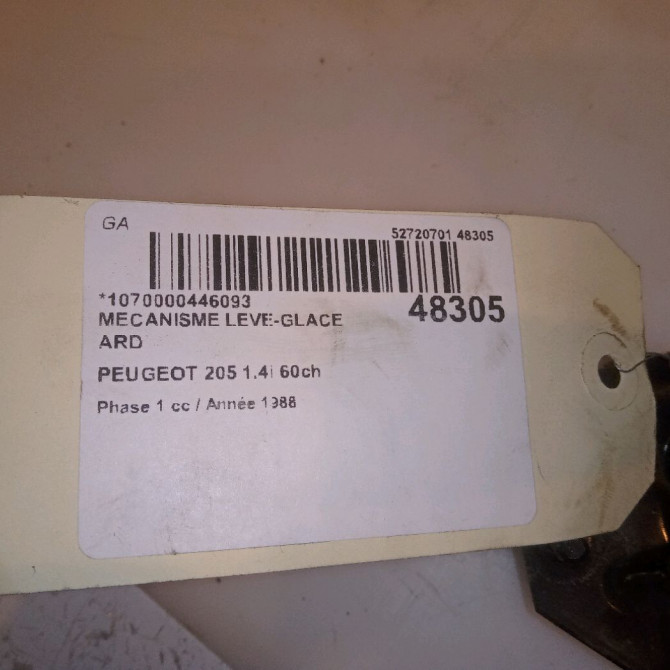 GA
52720701 48305
*1070000446093
48305
MECANISME LEVE-GLACE
ARD
PEUGEOT 205 1.4i 60ch
Phase 1 cc / Année 1988